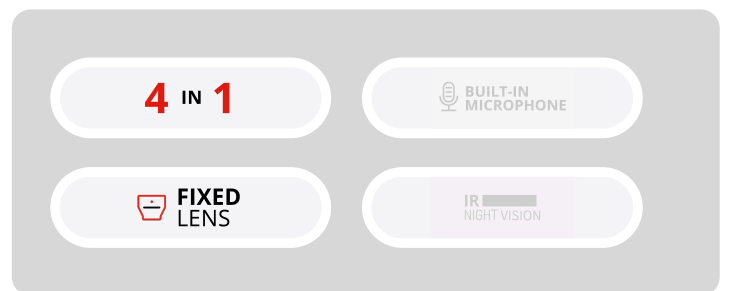 4 IN 1
BUILT-IN
MICROPHONE
FIXED
LENS
IR
NIGHT VISION